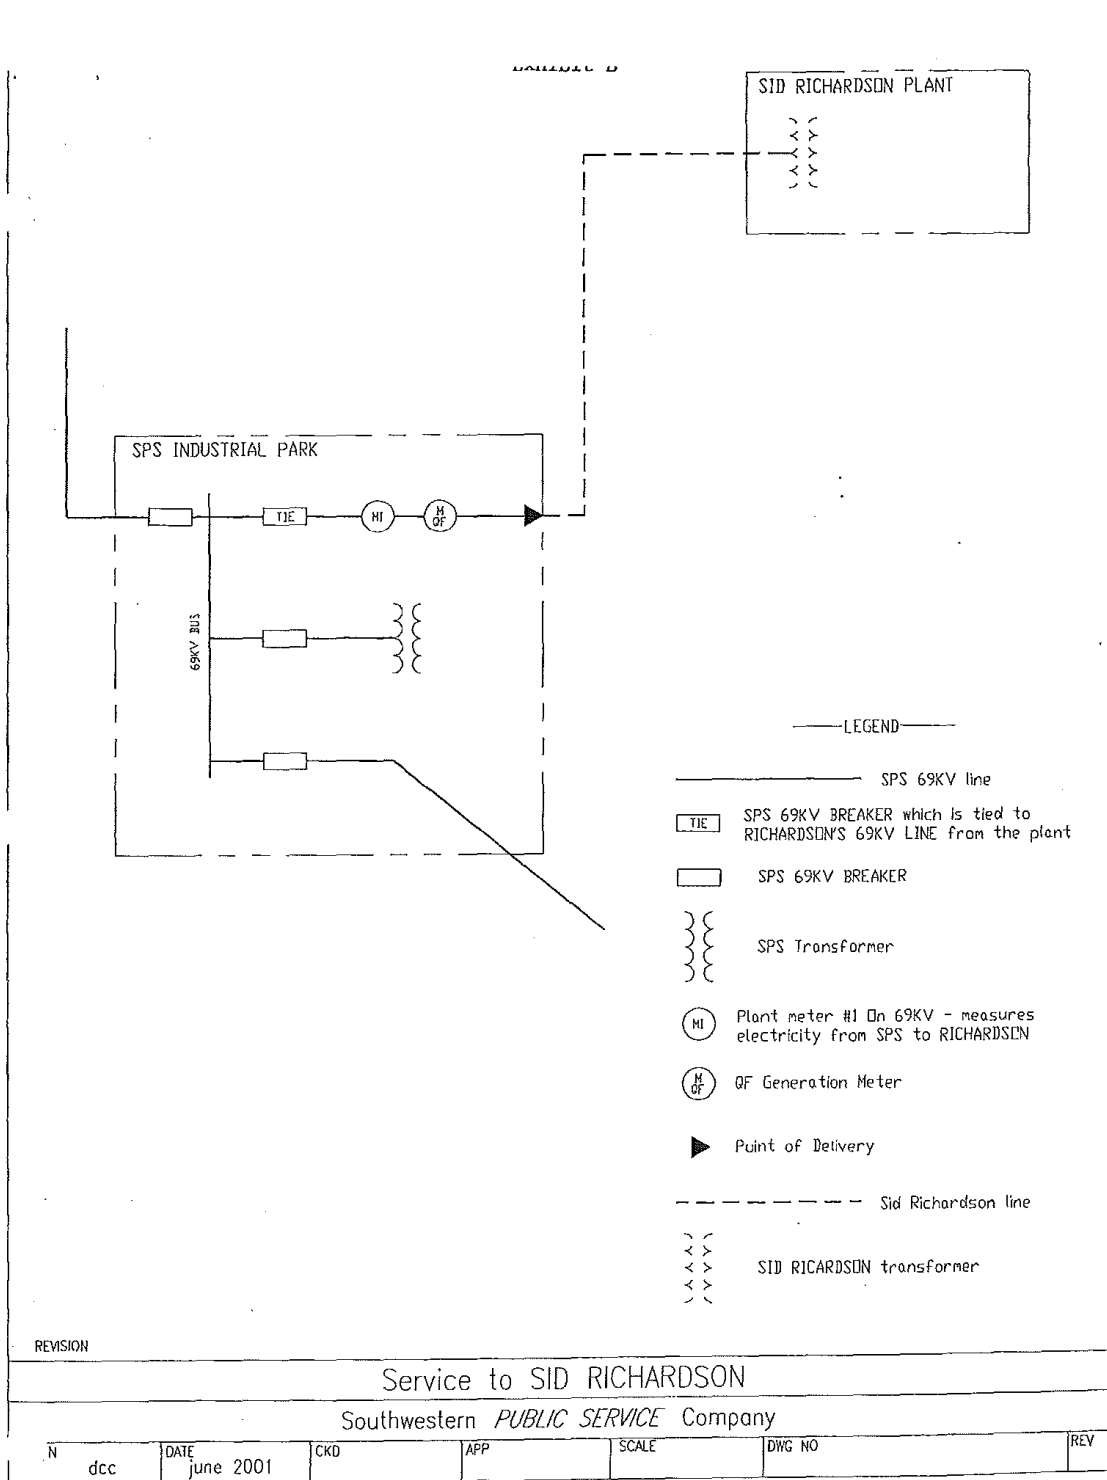 SID RICHARDSON PLANT
SPS INDUSTRIAL PARK
TIE
M1
M
QF
69KV BUS
LEGEND
SPS 69KV line
TIE
SPS 69KV BREAKER which is tied to
RICHARDSON'S 69KV LINE from the plant
SPS 69KV BREAKER
SPS Transformer
M1
Plant meter #1 On 69KV - measures
electricity from SPS to RICHARDSON
M
QF
QF Generation Meter
Point of Delivery
Sid Richardson line
SID RICARDSON transformer
REVISION
Service to SID RICHARDSON
Southwestern PUBLIC SERVICE Company
N
DATE
CKD
APP
SCALE
DWG NO
REV
dcc
june 2001